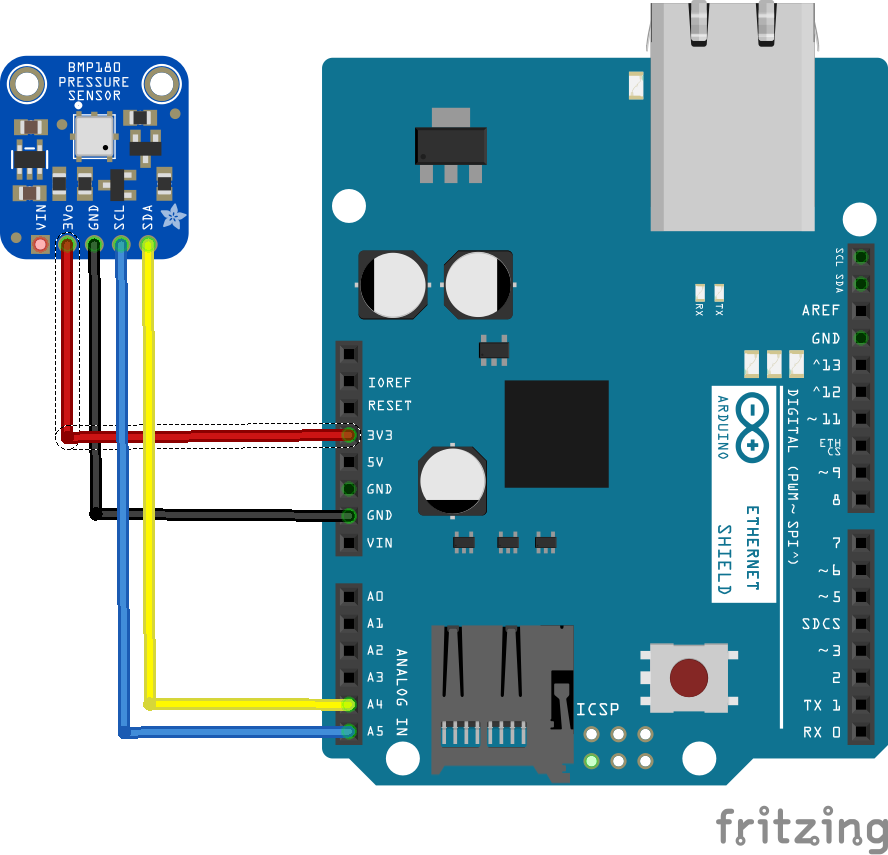 BMP180
PRESSURE
SENSOR
VIN
3Vo
GND
SCL
SDA
IOREF
RESET
3V3
5V
GND
GND
VIN
A0
A1
A2
A3
A4
A5
ANALOG IN
ICSP
RX
TX
ARDUINO
ETHERNET
SHIELD
DIGITAL (PWM~ SPI^)
SCL SDA
AREF
GND
^13
^12
~11
ETH
CS
~9
8
7
~6
~5
SDCS
~3
2
TX 1
RX 0
fritzing